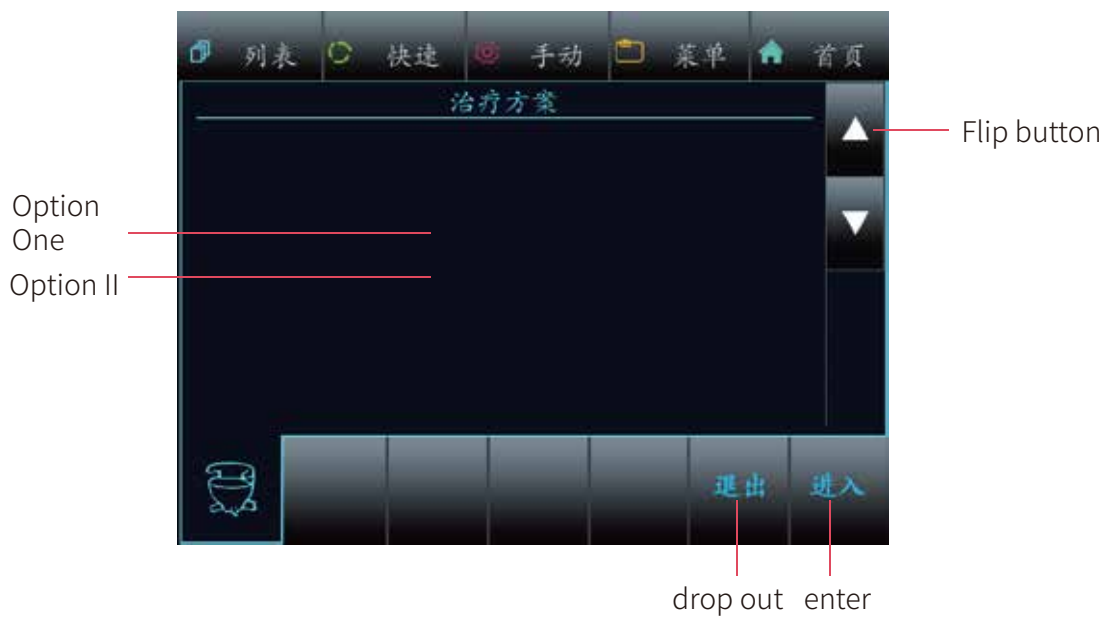 列表 快速 手动 菜单 首页
治疗方案
Flip button
Option
One
Option II
退出 进入
drop out enter